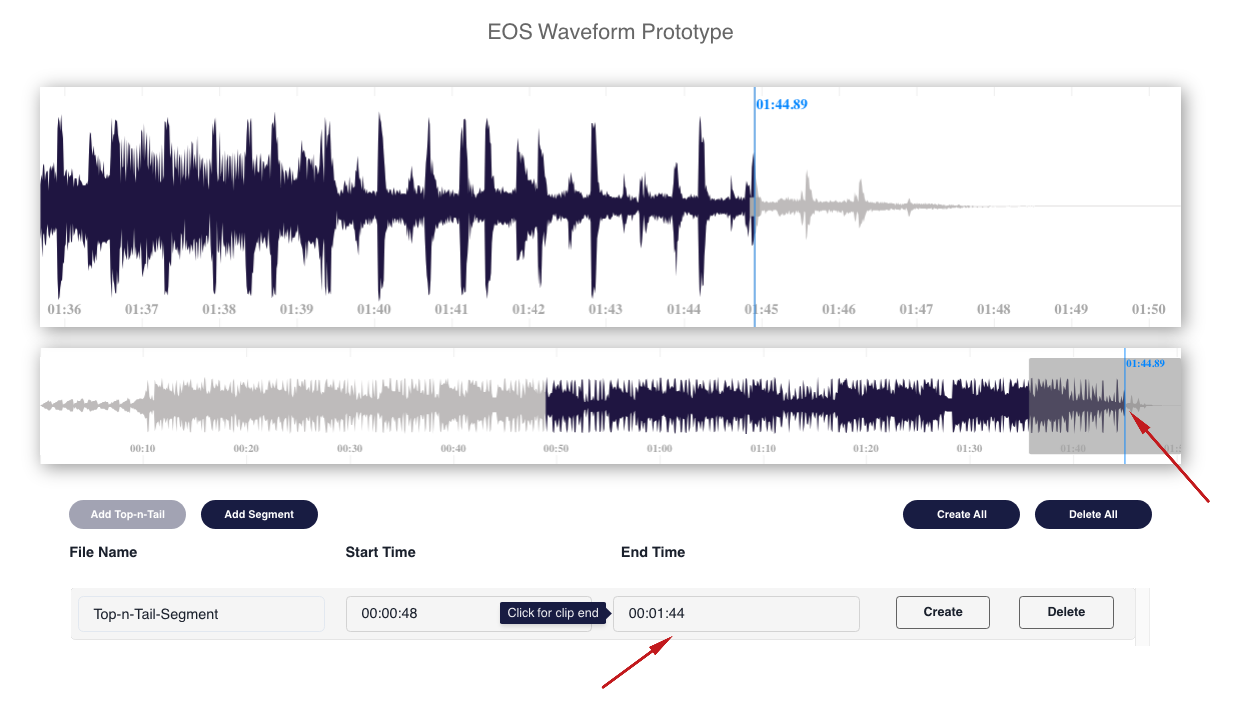 EOS Waveform Prototype
01:44.89
01:36 01:37 01:38 01:39 01:40 01:41 01:42 01:43 01:44 01:45 01:46 01:47 01:48 01:49 01:50
01:44.89
00:10 00:20 00:30 00:40 00:50 01:00 01:10 01:20 01:30 01:40
Add Top-n-Tail Add Segment Create All Delete All
File Name Start Time End Time
Top-n-Tail-Segment 00:00:48 Click for clip end 00:01:44 Create Delete